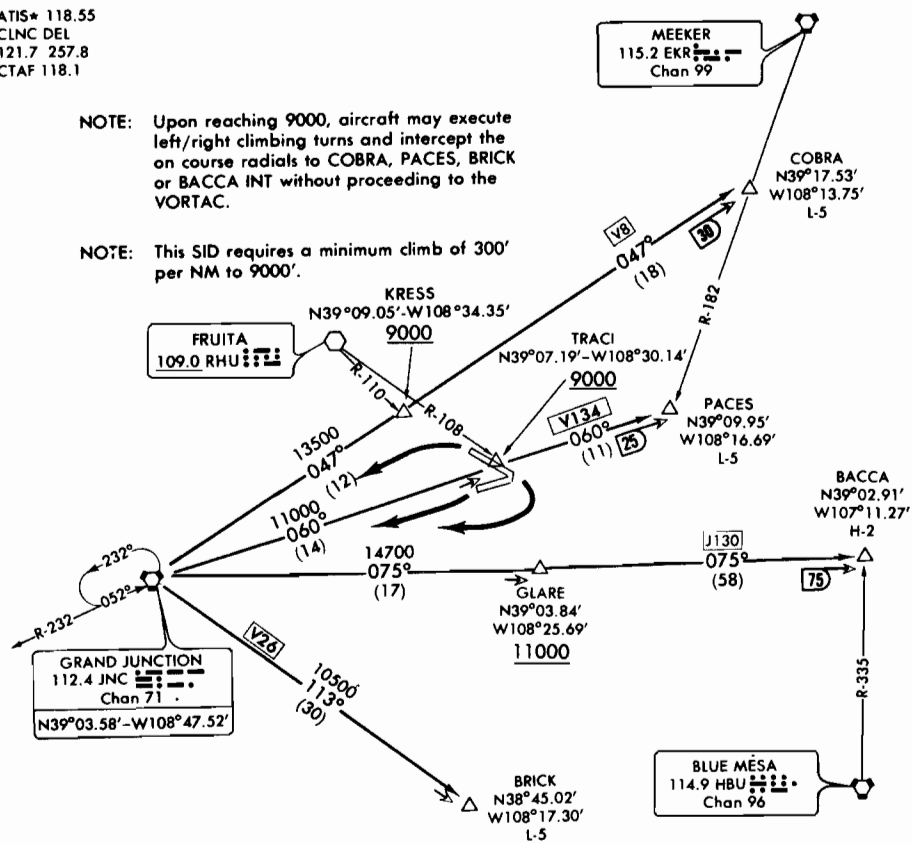 ATIS★ 118.55
CLNC DEL
121.7 257.8
CTAF 118.1
MEEKER
115.2 EKR
Chan 99
NOTE: Upon reaching 9000, aircraft may execute
left/right climbing turns and intercept the
on course radials to COBRA, PACES, BRICK
or BACCA INT without proceeding to the
VORTAC.
NOTE: This SID requires a minimum climb of 300'
per NM to 9000'.
COBRA
N39°17.53'
W108°13.75'
L-5
V8
30
047°
(18)
R-182
KRESS
N39°09.05'-W108°34.35'
9000
FRUITA
109.0 RHU
R-110
R-108
TRACI
N39°07.19'-W108°30.14'
9000
V134
060°
(11)
25
PACES
N39°09.95'
W108°16.69'
L-5
13500
047°
(12)
11000
060°
(14)
14700
075°
(17)
GLARE
N39°03.84'
W108°25.69'
11000
J130
075°
(58)
75
BACCA
N39°02.91'
W107°11.27'
H-2
232°
052°
R-232
GRAND JUNCTION
112.4 JNC
Chan 71
N39°03.58'-W108°47.52'
V26
10500
113°
(30)
BRICK
N38°45.02'
W108°17.30'
L-5
R-335
BLUE MESA
114.9 HBU
Chan 96